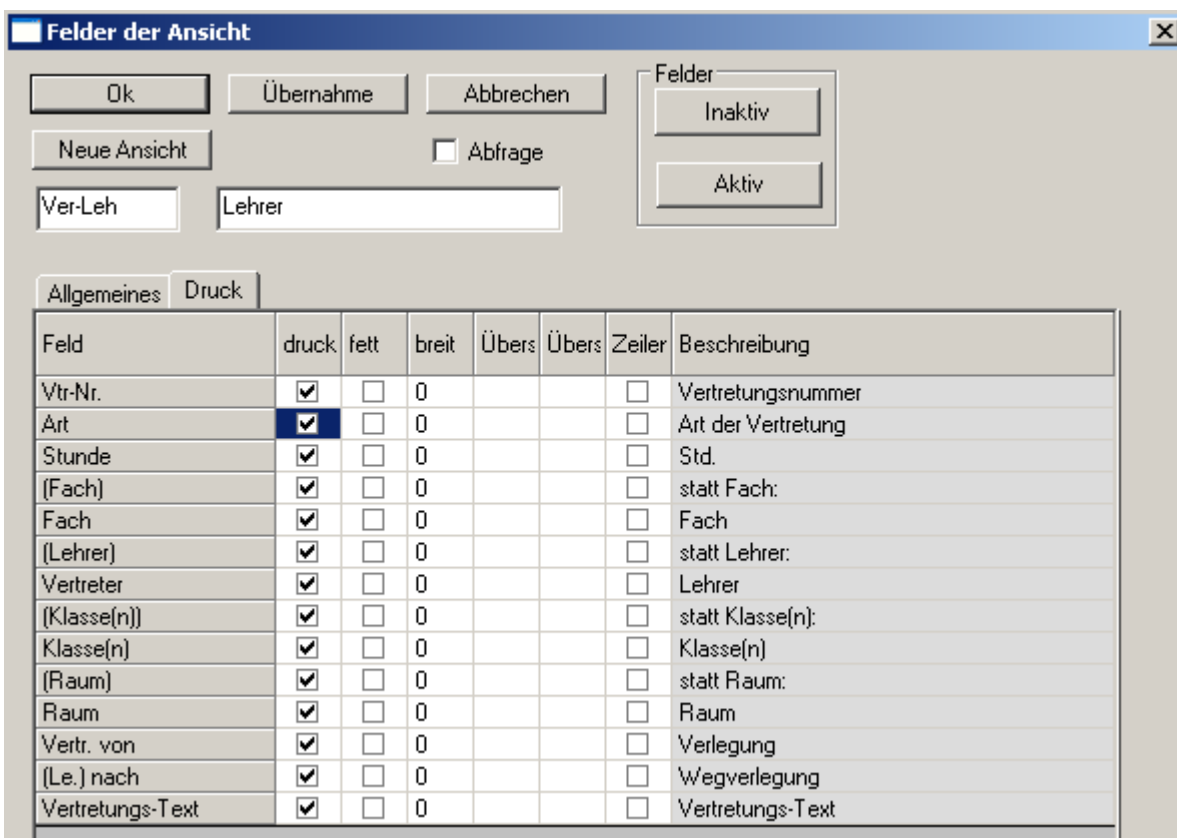 Felder der Ansicht
Ok Übernahme Abbrechen Felder
Inaktiv
Neue Ansicht Abfrage
Aktiv
Ver-Leh Lehrer
Allgemeines Druck
Feld druck fett breit Übers Übers Zeiler Beschreibung
Vtr-Nr. 0 Vertretungsnummer
Art 0 Art der Vertretung
Stunde 0 Std.
(Fach) 0 statt Fach:
Fach 0 Fach
(Lehrer) 0 statt Lehrer:
Vertreter 0 Lehrer
(Klasse(n)) 0 statt Klasse(n):
Klasse(n) 0 Klasse(n)
(Raum) 0 statt Raum:
Raum 0 Raum
Vertr. von 0 Verlegung
(Le.) nach 0 Wegverlegung
Vertretungs-Text 0 Vertretungs-Text